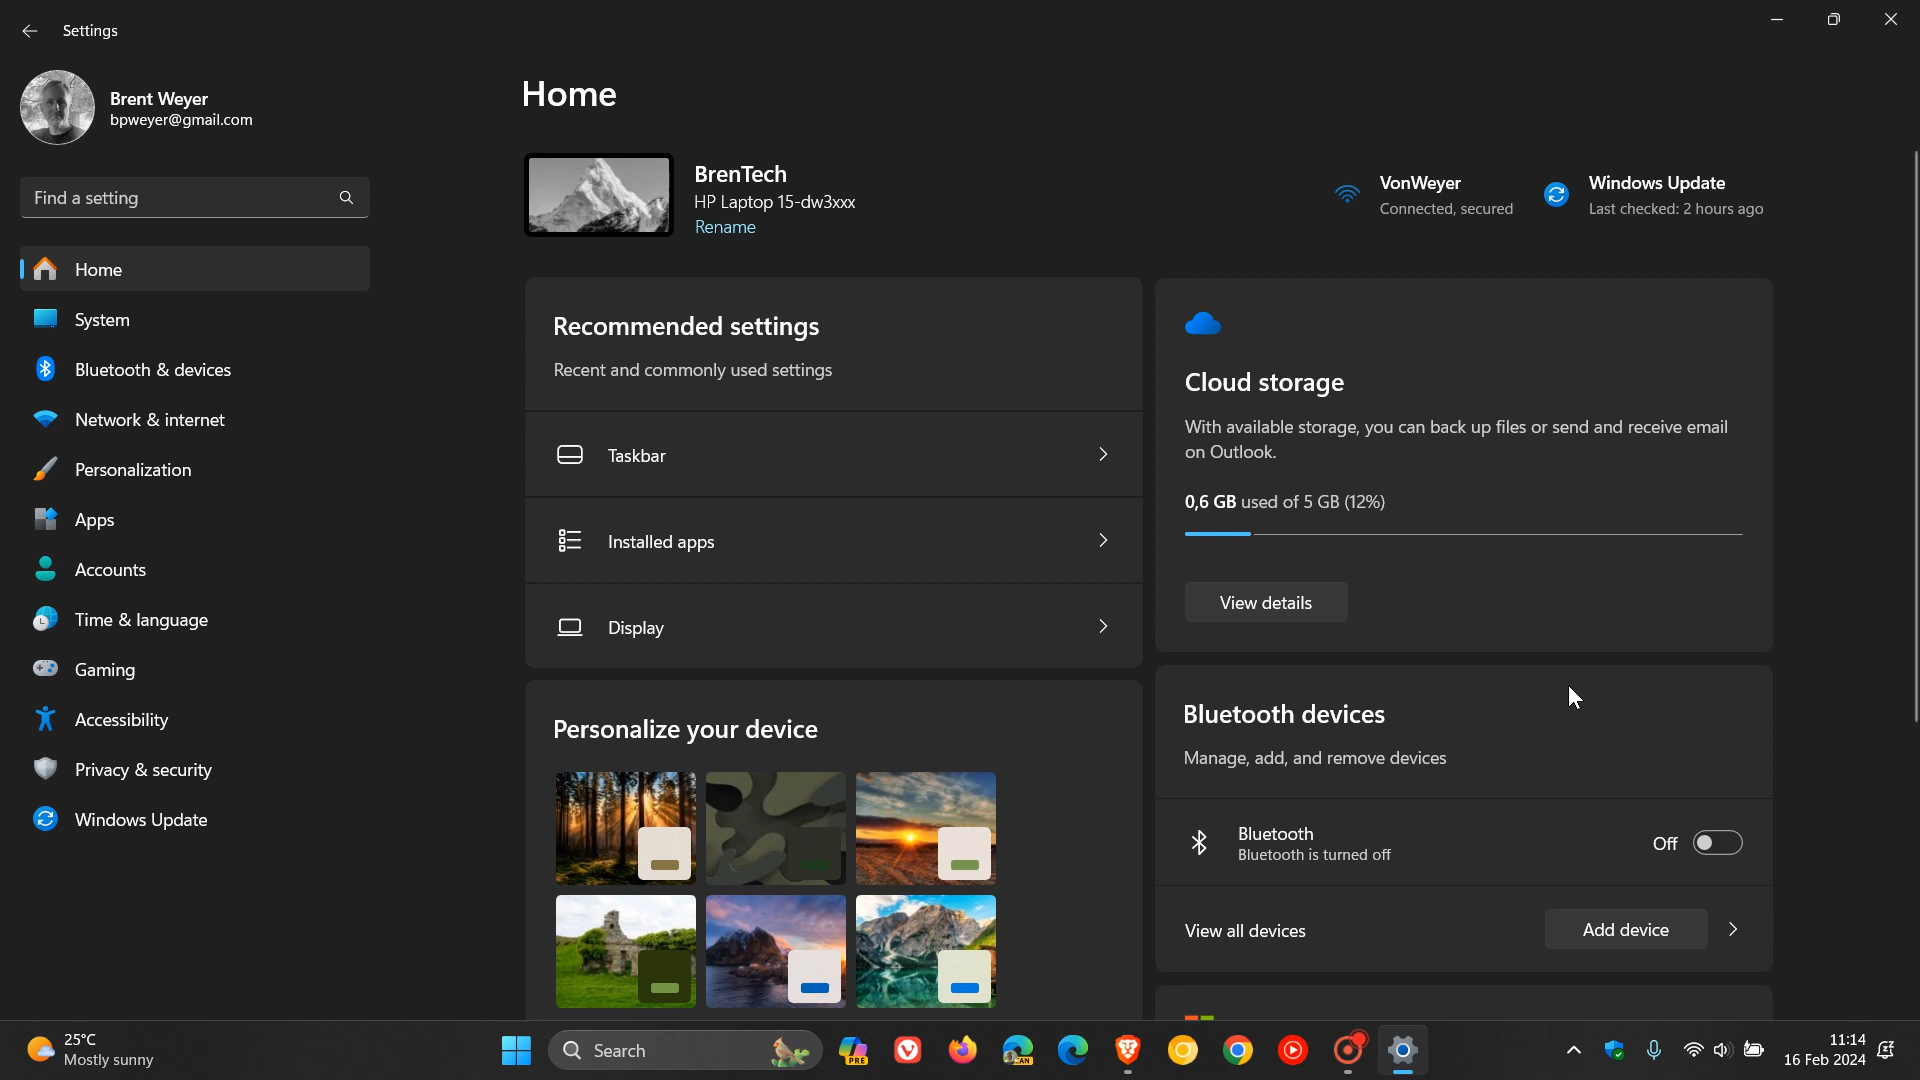 Settings
Brent Weyer
bpweyer@gmail.com
Find a setting
Home
System
Bluetooth & devices
Network & internet
Personalization
Apps
Accounts
Time & language
Gaming
Accessibility
Privacy & security
Windows Update
Home
BrenTech
HP Laptop 15-dw3xxx
Rename
VonWeyer
Connected, secured
Windows Update
Last checked: 2 hours ago
Recommended settings
Recent and commonly used settings
Taskbar
Installed apps
Display
Personalize your device
Cloud storage
With available storage, you can back up files or send and receive email
on Outlook.
0,6 GB used of 5 GB (12%)
View details
Bluetooth devices
Manage, add, and remove devices
Bluetooth
Bluetooth is turned off
Off
View all devices
Add device
25°C
Mostly sunny
Search
PRE
CAN
11:14
16 Feb 2024